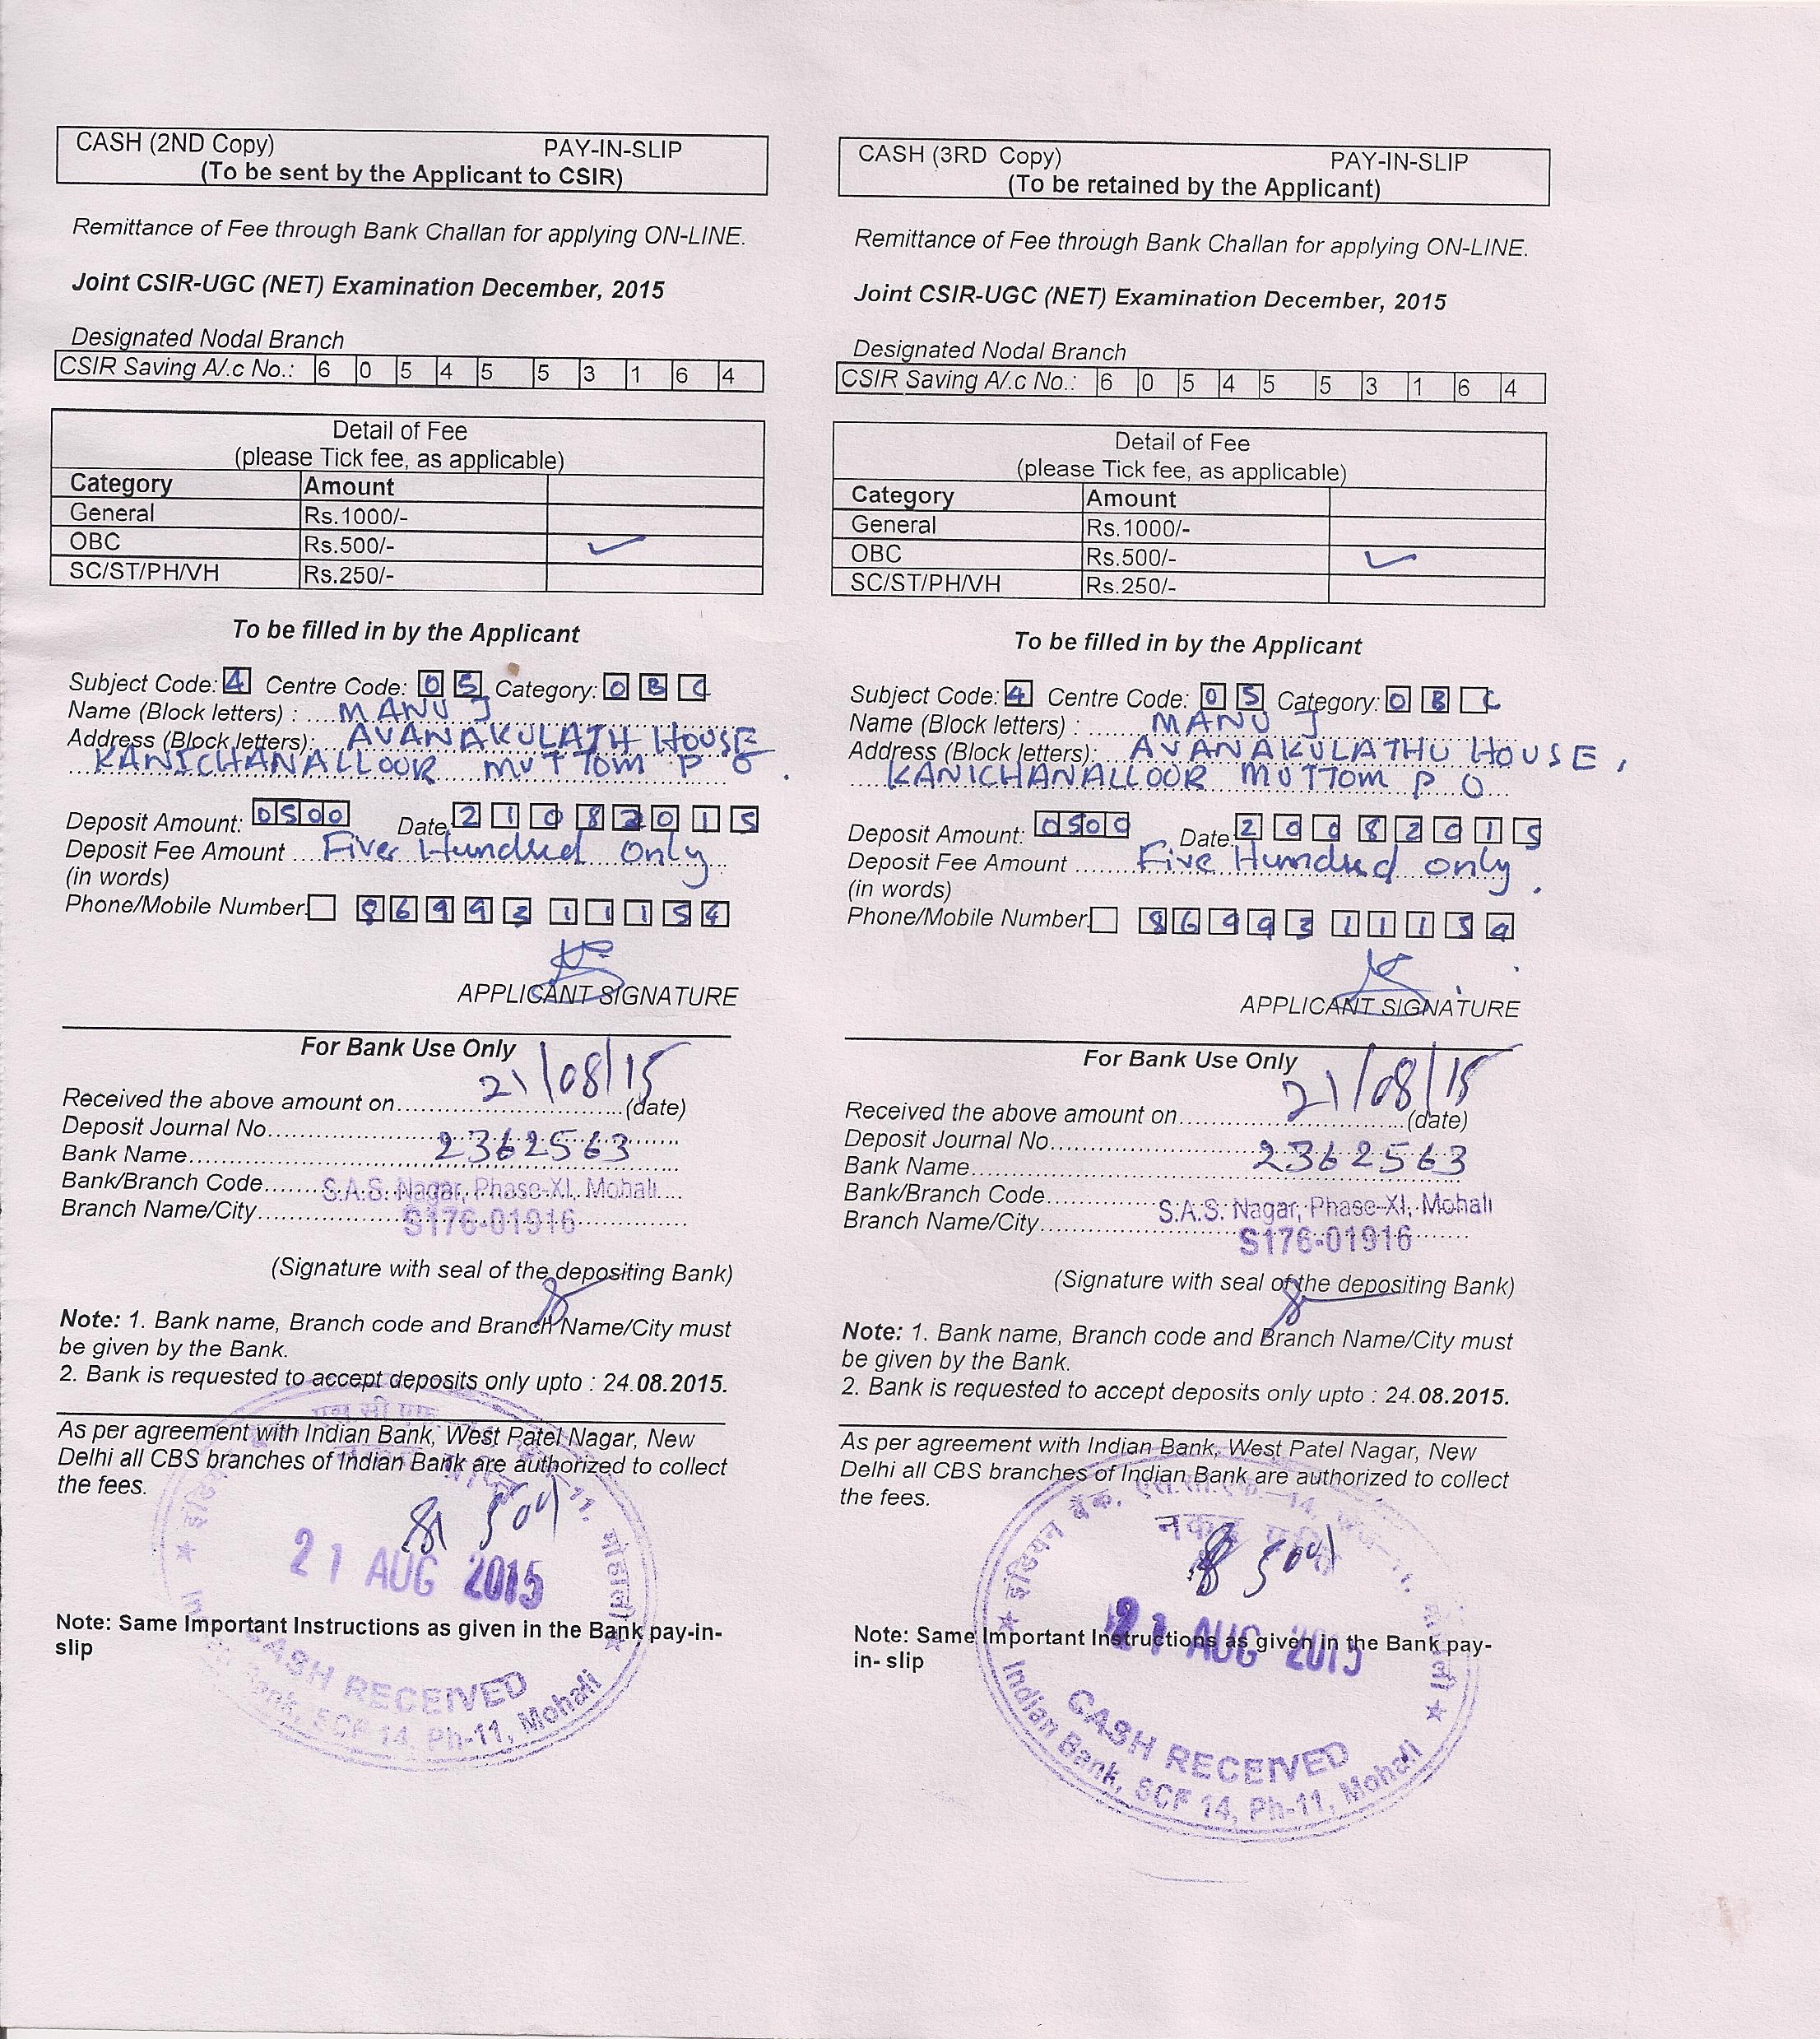 CASH (2ND Copy) PAY-IN-SLIP
(To be sent by the Applicant to CSIR)
Remittance of Fee through Bank Challan for applying ON-LINE.
Joint CSIR-UGC (NET) Examination December, 2015
Designated Nodal Branch
CSIR Saving A/.c No.: 6 0 5 4 5 5 3 1 6 4
Detail of Fee
(please Tick fee, as applicable)
Category Amount
General Rs.1000/-
OBC Rs.500/- ✓
SC/ST/PH/VH Rs.250/-
To be filled in by the Applicant
Subject Code: 4 Centre Code: 0 5 Category: O B C
Name (Block letters) : MANU J
Address (Block letters): AVANAKULATH HOUSE
KANICHANALLOOR MUTTOM P O .
Deposit Amount: 0500 Date: 2 1 0 8 2 0 1 5
Deposit Fee Amount Five Hundred only
(in words)
Phone/Mobile Number: 8 6 9 9 3 1 1 1 5 4
APPLICANT SIGNATURE
For Bank Use Only
Received the above amount on 21/08/15 (date)
Deposit Journal No.
Bank Name 2362563
Bank/Branch Code S.A.S. Nagar, Phase-XI, Mohali
Branch Name/City S176-01916
(Signature with seal of the depositing Bank)
Note: 1. Bank name, Branch code and Branch Name/City must
be given by the Bank.
2. Bank is requested to accept deposits only upto : 24.08.2015.
As per agreement with Indian Bank, West Patel Nagar, New
Delhi all CBS branches of Indian Bank are authorized to collect
the fees.
21 AUG 2015
Note: Same Important Instructions as given in the Bank pay-in-
slip
CASH RECEIVED
Bank, SCF 14, Ph-11, Mohali
CASH (3RD Copy) PAY-IN-SLIP
(To be retained by the Applicant)
Remittance of Fee through Bank Challan for applying ON-LINE.
Joint CSIR-UGC (NET) Examination December, 2015
Designated Nodal Branch
CSIR Saving A/.c No.: 6 0 5 4 5 5 3 1 6 4
Detail of Fee
(please Tick fee, as applicable)
Category Amount
General Rs.1000/-
OBC Rs.500/- ✓
SC/ST/PH/VH Rs.250/-
To be filled in by the Applicant
Subject Code: 4 Centre Code: 0 5 Category: O B C
Name (Block letters) : MANU J
Address (Block letters): AVANAKULATHU HOUSE,
KANICHANALLOOR MUTTOM P O
Deposit Amount: 0500 Date: 2 0 0 8 2 0 1 5
Deposit Fee Amount Five Hundred only .
(in words)
Phone/Mobile Number: 8 6 9 9 3 1 1 1 5 4
APPLICANT SIGNATURE
For Bank Use Only
Received the above amount on 21/08/15 (date)
Deposit Journal No.
Bank Name 2362563
Bank/Branch Code S.A.S. Nagar, Phase-XI, Mohali
Branch Name/City S176-01916
(Signature with seal of the depositing Bank)
Note: 1. Bank name, Branch code and Branch Name/City must
be given by the Bank.
2. Bank is requested to accept deposits only upto : 24.08.2015.
As per agreement with Indian Bank, West Patel Nagar, New
Delhi all CBS branches of Indian Bank are authorized to collect
the fees.
इंडियन बैंक, एस.सी.एफ.-14,
21 AUG 2015
Note: Same Important Instructions as given in the Bank pay-
in- slip
CASH RECEIVED
Indian Bank, SCF 14, Ph-11, Mohali